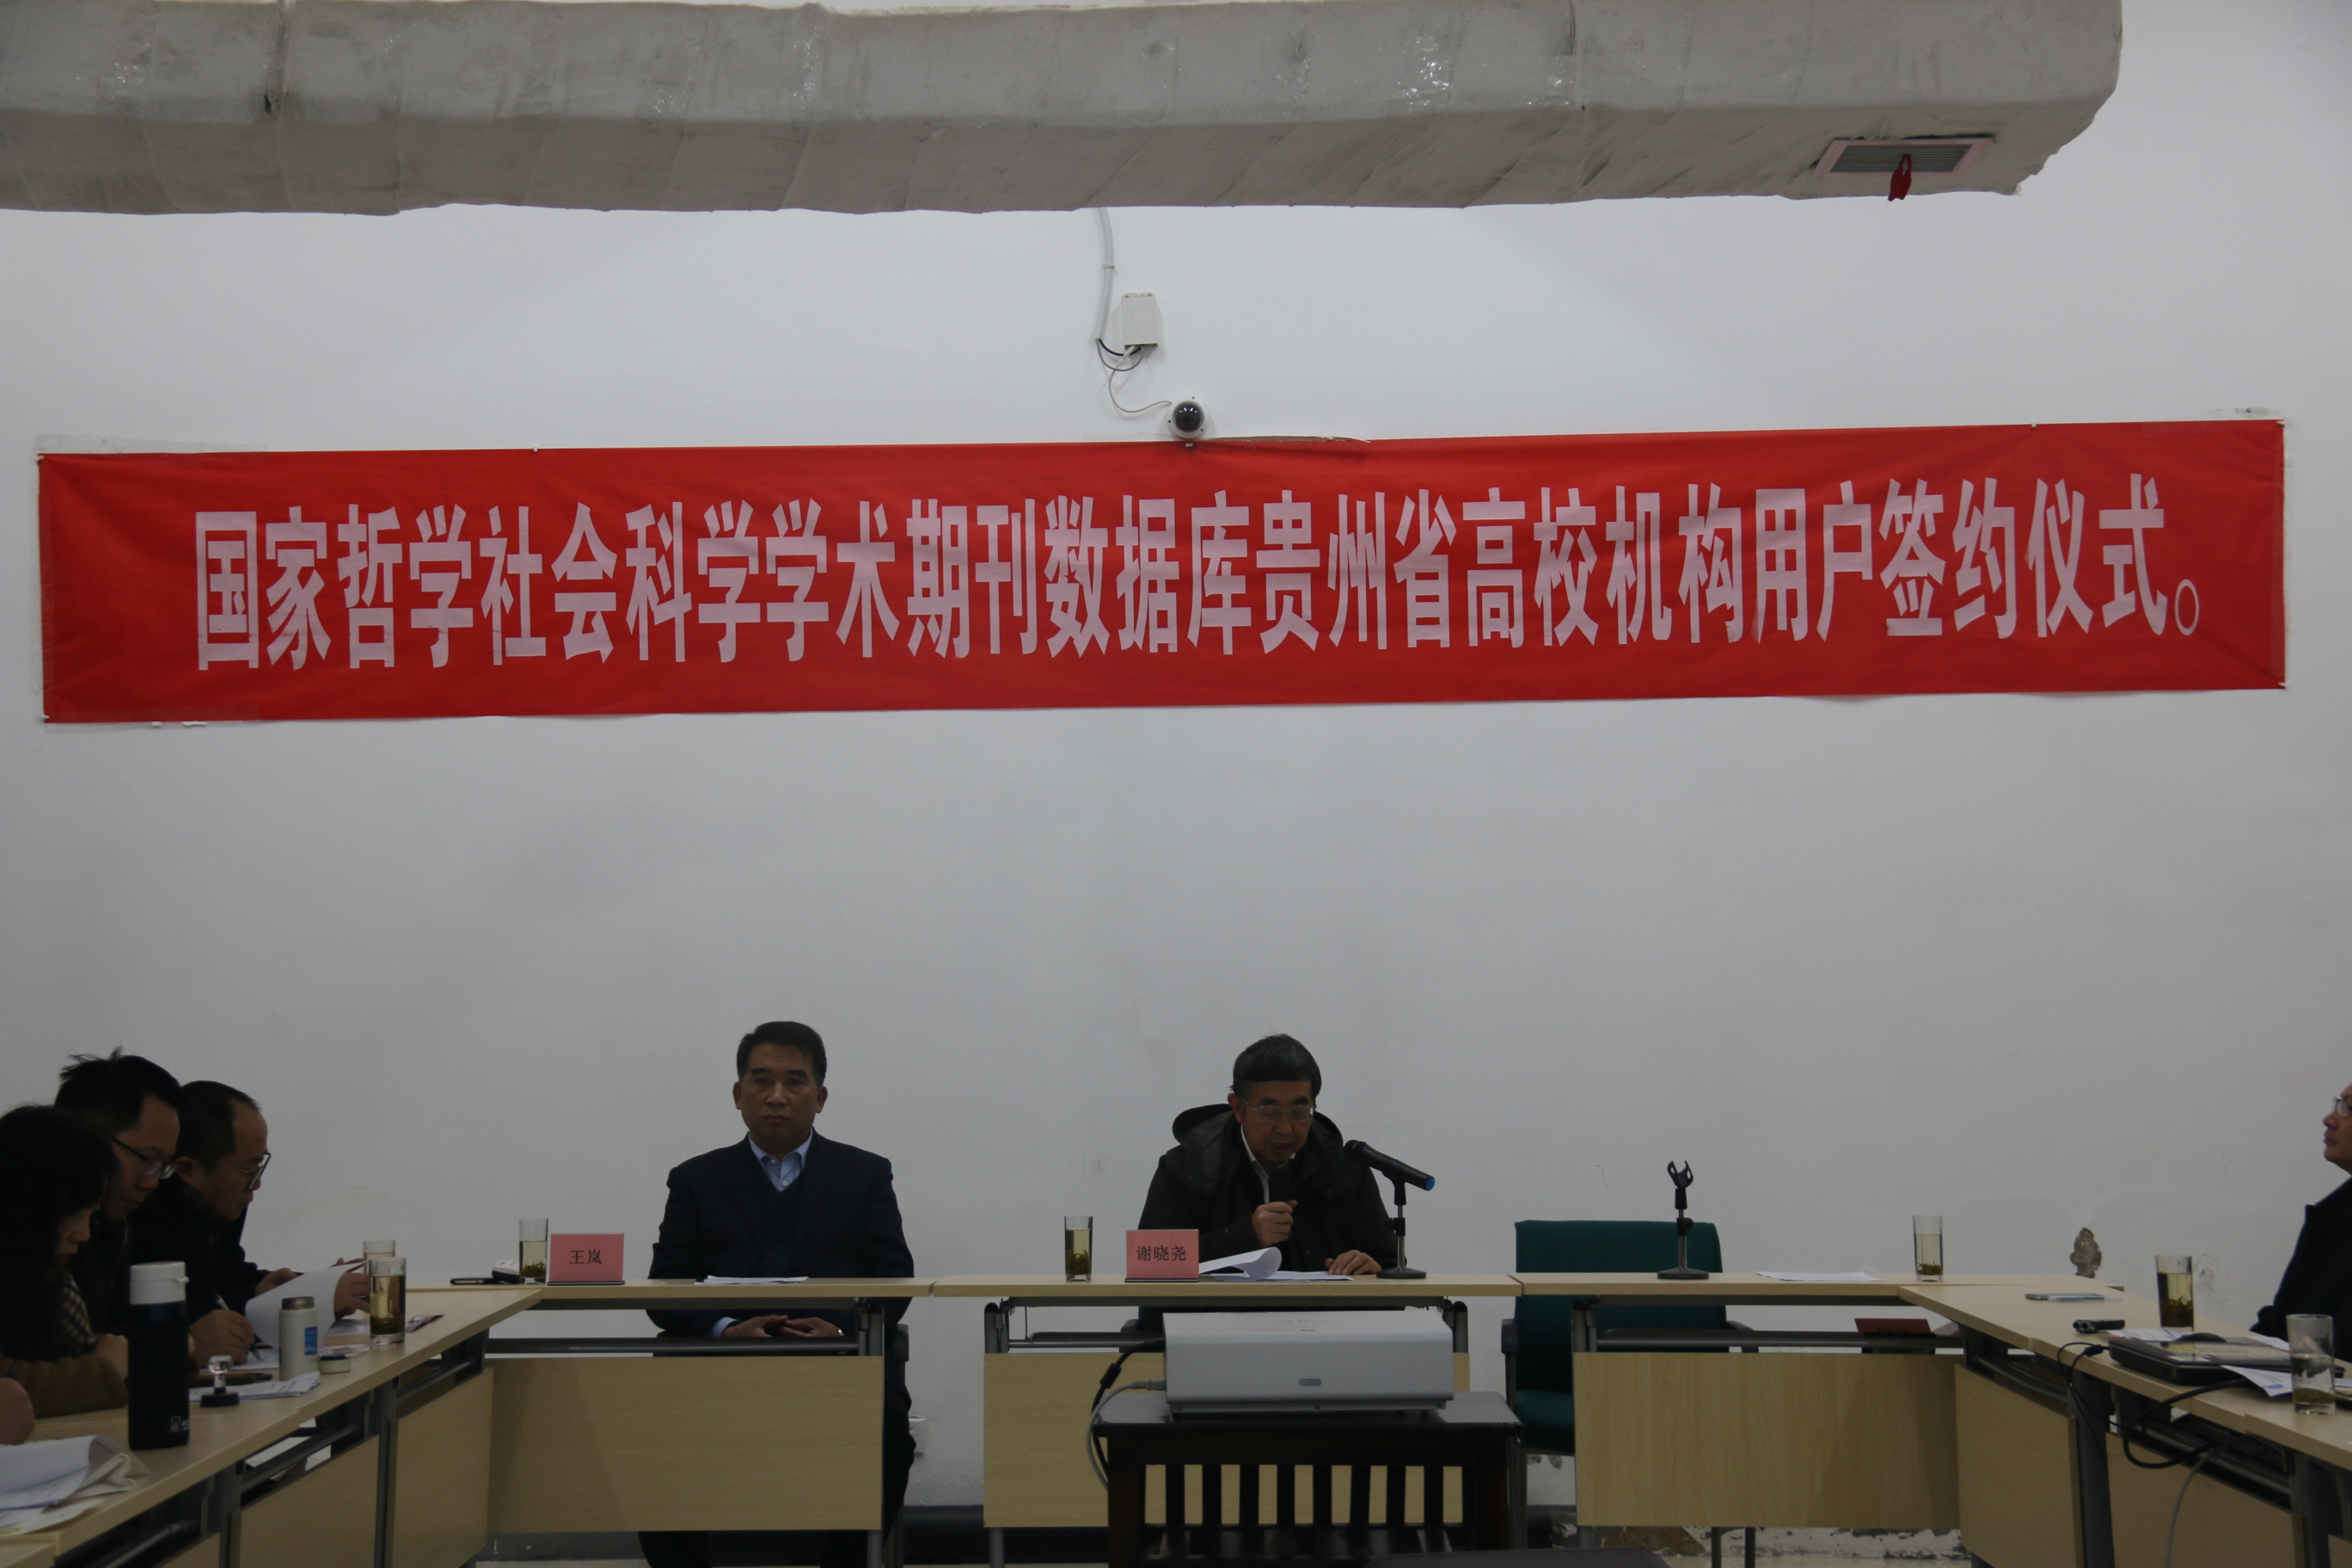 国家哲学社会科学学术期刊数据库贵州省高校机构用户签约仪式。
王岚
谢晓尧